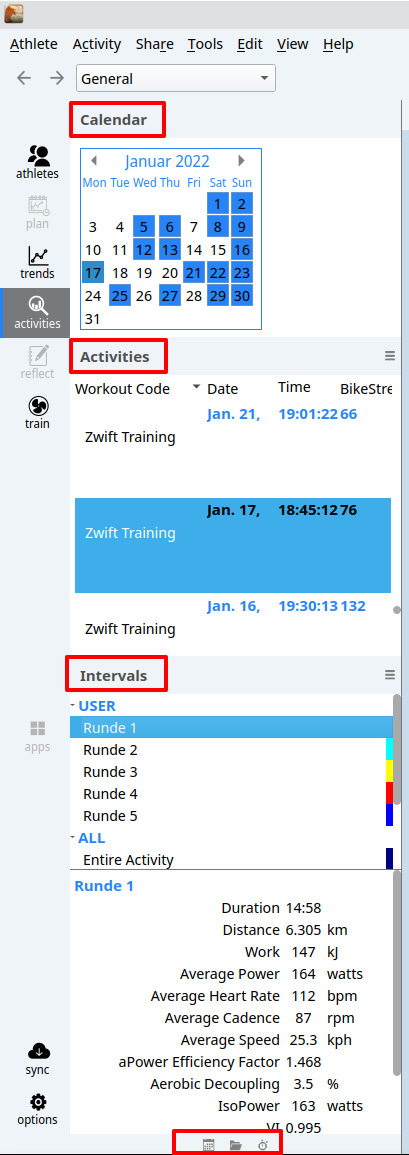 Athlete Activity Share Tools Edit View Help
General
Calendar
Januar 2022
Mon Tue Wed Thu Fri Sat Sun
1 2
3 4 5 6 7 8 9
10 11 12 13 14 15 16
17 18 19 20 21 22 23
24 25 26 27 28 29 30
31
athletes
plan
trends
activities
reflect
train
apps
sync
options
Activities
Workout Code Date Time BikeStre
Jan. 21, 19:01:22 66
Zwift Training
Jan. 17, 18:45:12 76
Zwift Training
Jan. 16, 19:30:13 132
Zwift Training
Intervals
USER
Runde 1
Runde 2
Runde 3
Runde 4
Runde 5
ALL
Entire Activity
Runde 1
Duration 14:58
Distance 6.305 km
Work 147 kJ
Average Power 164 watts
Average Heart Rate 112 bpm
Average Cadence 87 rpm
Average Speed 25.3 kph
aPower Efficiency Factor 1.468
Aerobic Decoupling 3.5 %
IsoPower 163 watts
VI 0.995